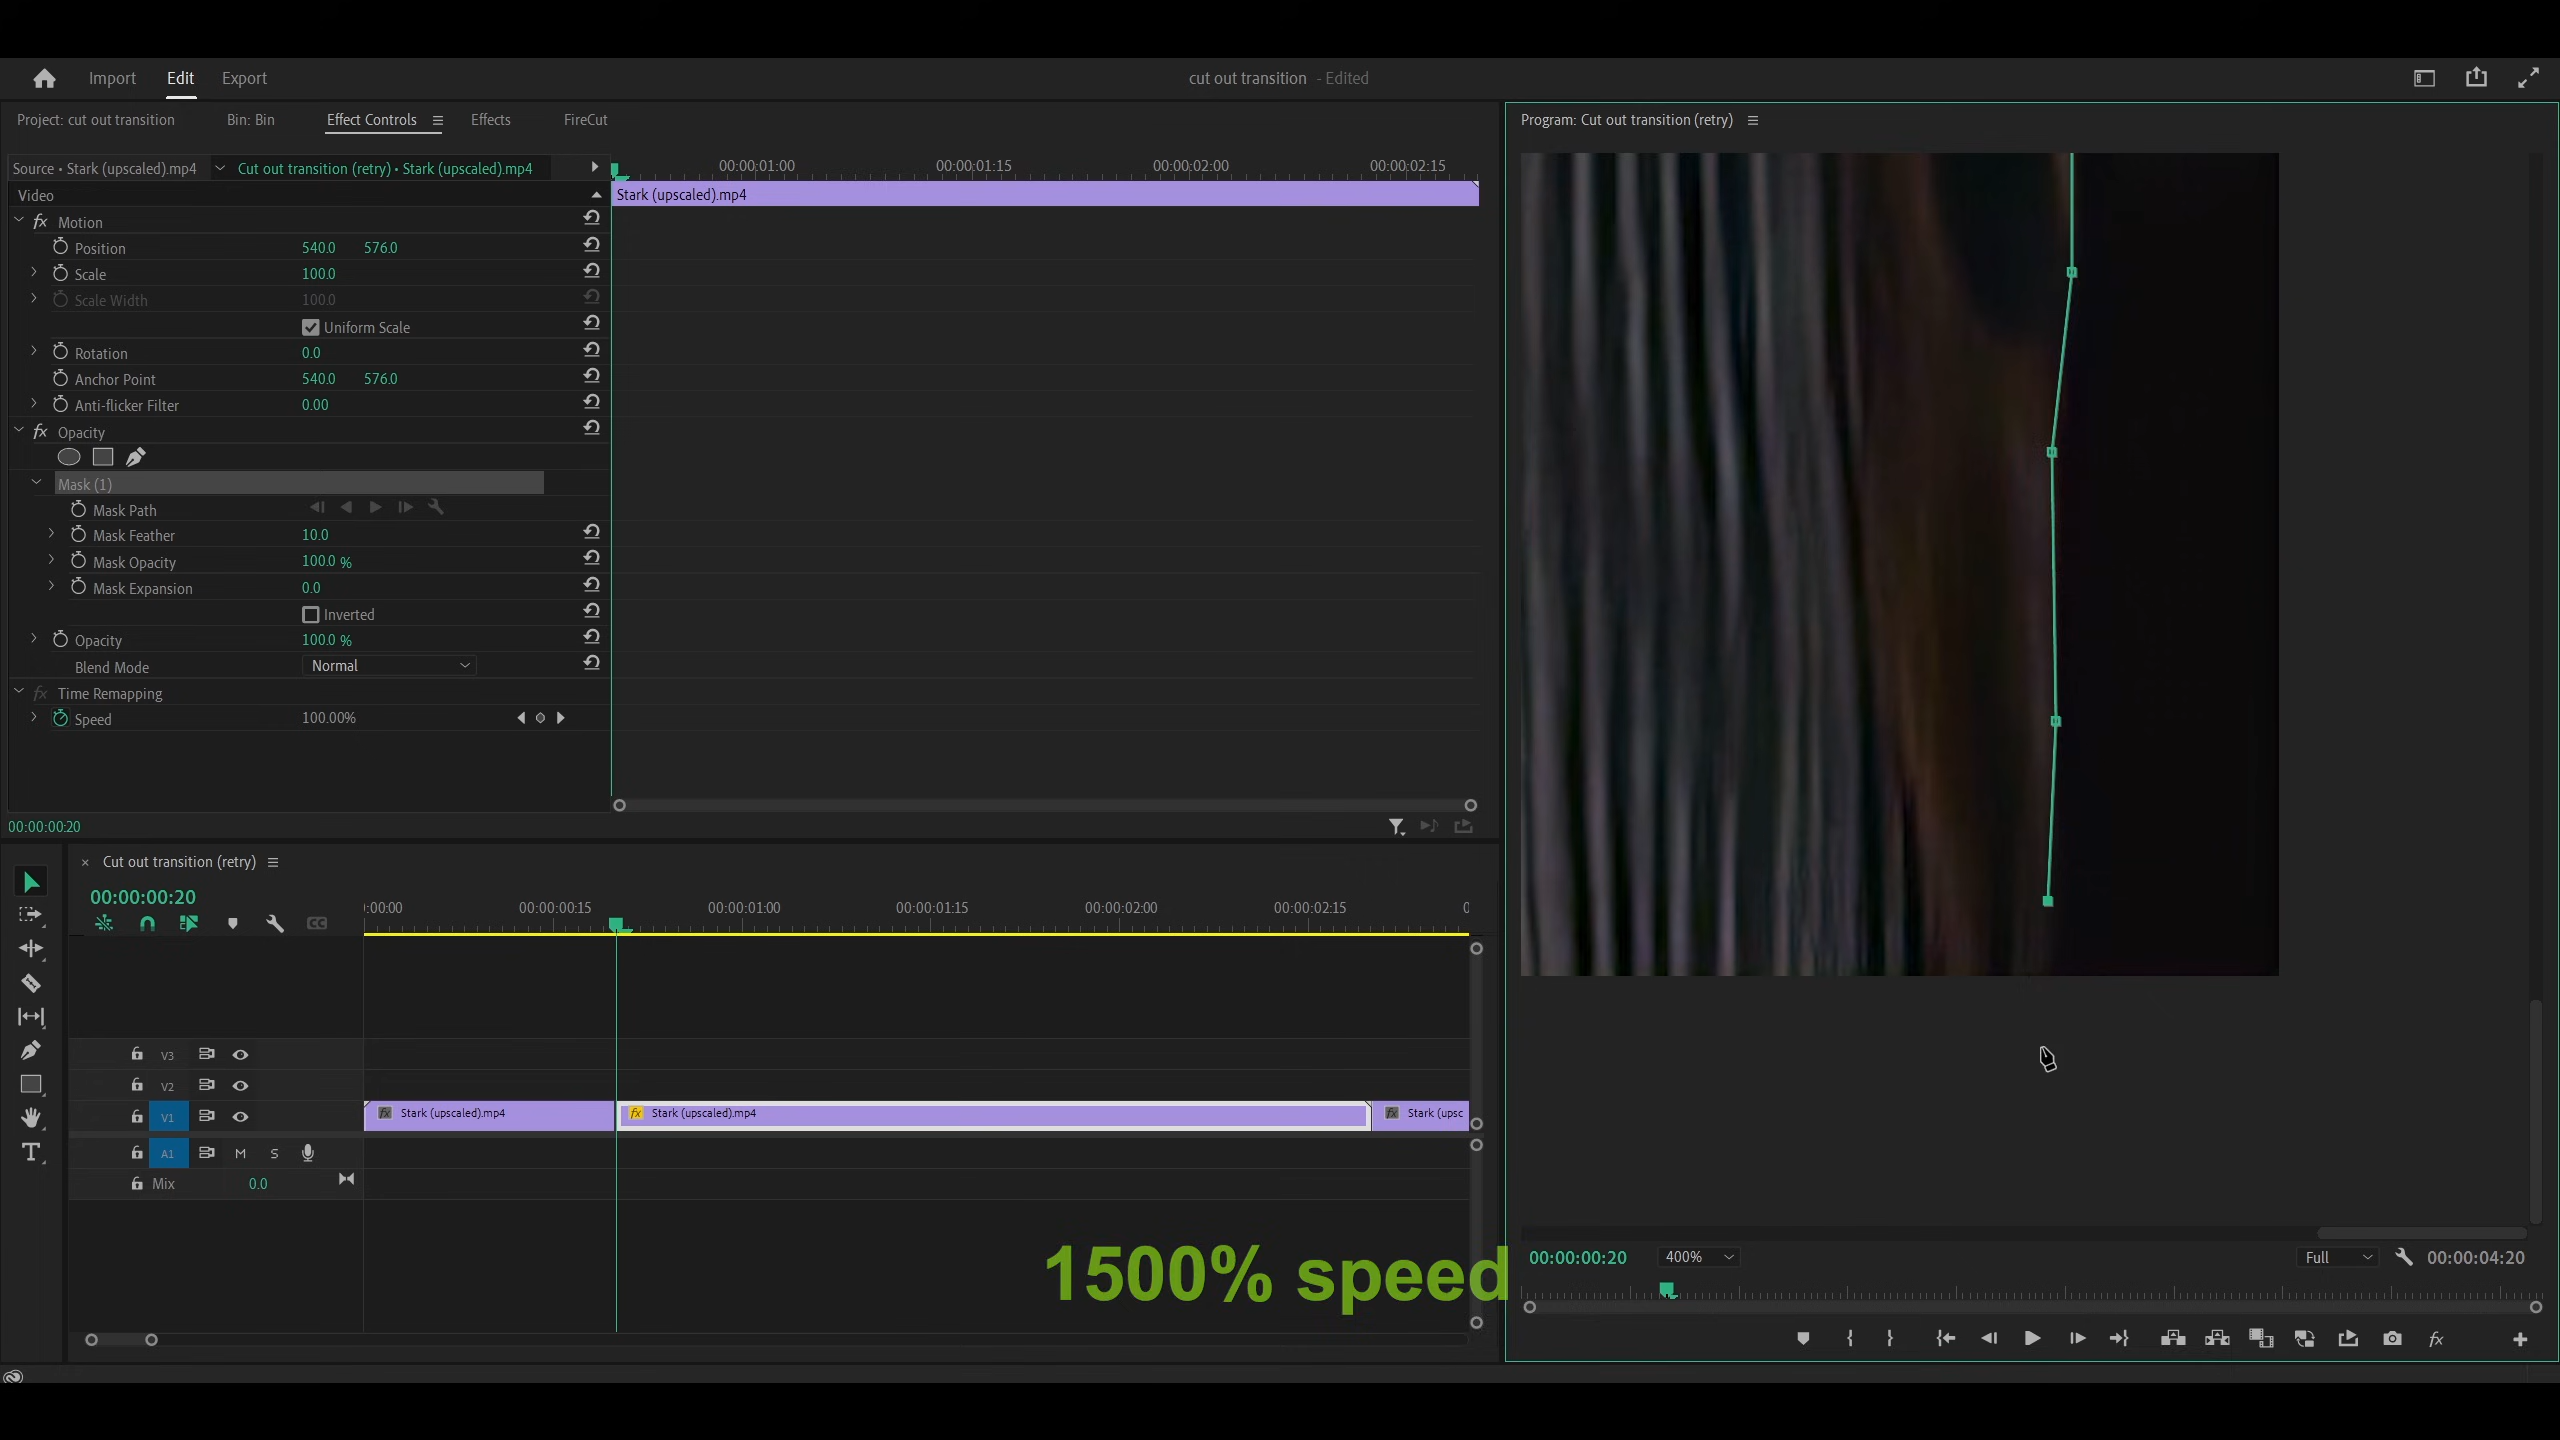 Import Edit Export cut out transition - Edited
Project: cut out transition Bin: Bin Effect Controls Effects FireCut
Program: Cut out transition (retry)
Source • Stark (upscaled).mp4 Cut out transition (retry) • Stark (upscaled).mp4
00:00:01:00 00:00:01:15 00:00:02:00 00:00:02:15
Video
Stark (upscaled).mp4
fx Motion
Position 540.0 576.0
Scale 100.0
Scale Width 100.0
Uniform Scale
Rotation 0.0
Anchor Point 540.0 576.0
Anti-flicker Filter 0.00
fx Opacity
Mask (1)
Mask Path
Mask Feather 10.0
Mask Opacity 100.0 %
Mask Expansion 0.0
Inverted
Opacity 100.0 %
Blend Mode Normal
fx Time Remapping
Speed 100.00%
00:00:00:20
× Cut out transition (retry)
00:00:00:20
:00:00 00:00:00:15 00:00:01:00 00:00:01:15 00:00:02:00 00:00:02:15 0
CC
V3
V2
V1 fx Stark (upscaled).mp4 fx Stark (upscaled).mp4 fx Stark (upsc
A1 M S
Mix 0.0
T
1500% speed
00:00:00:20 400% Full 00:00:04:20
{ } fx